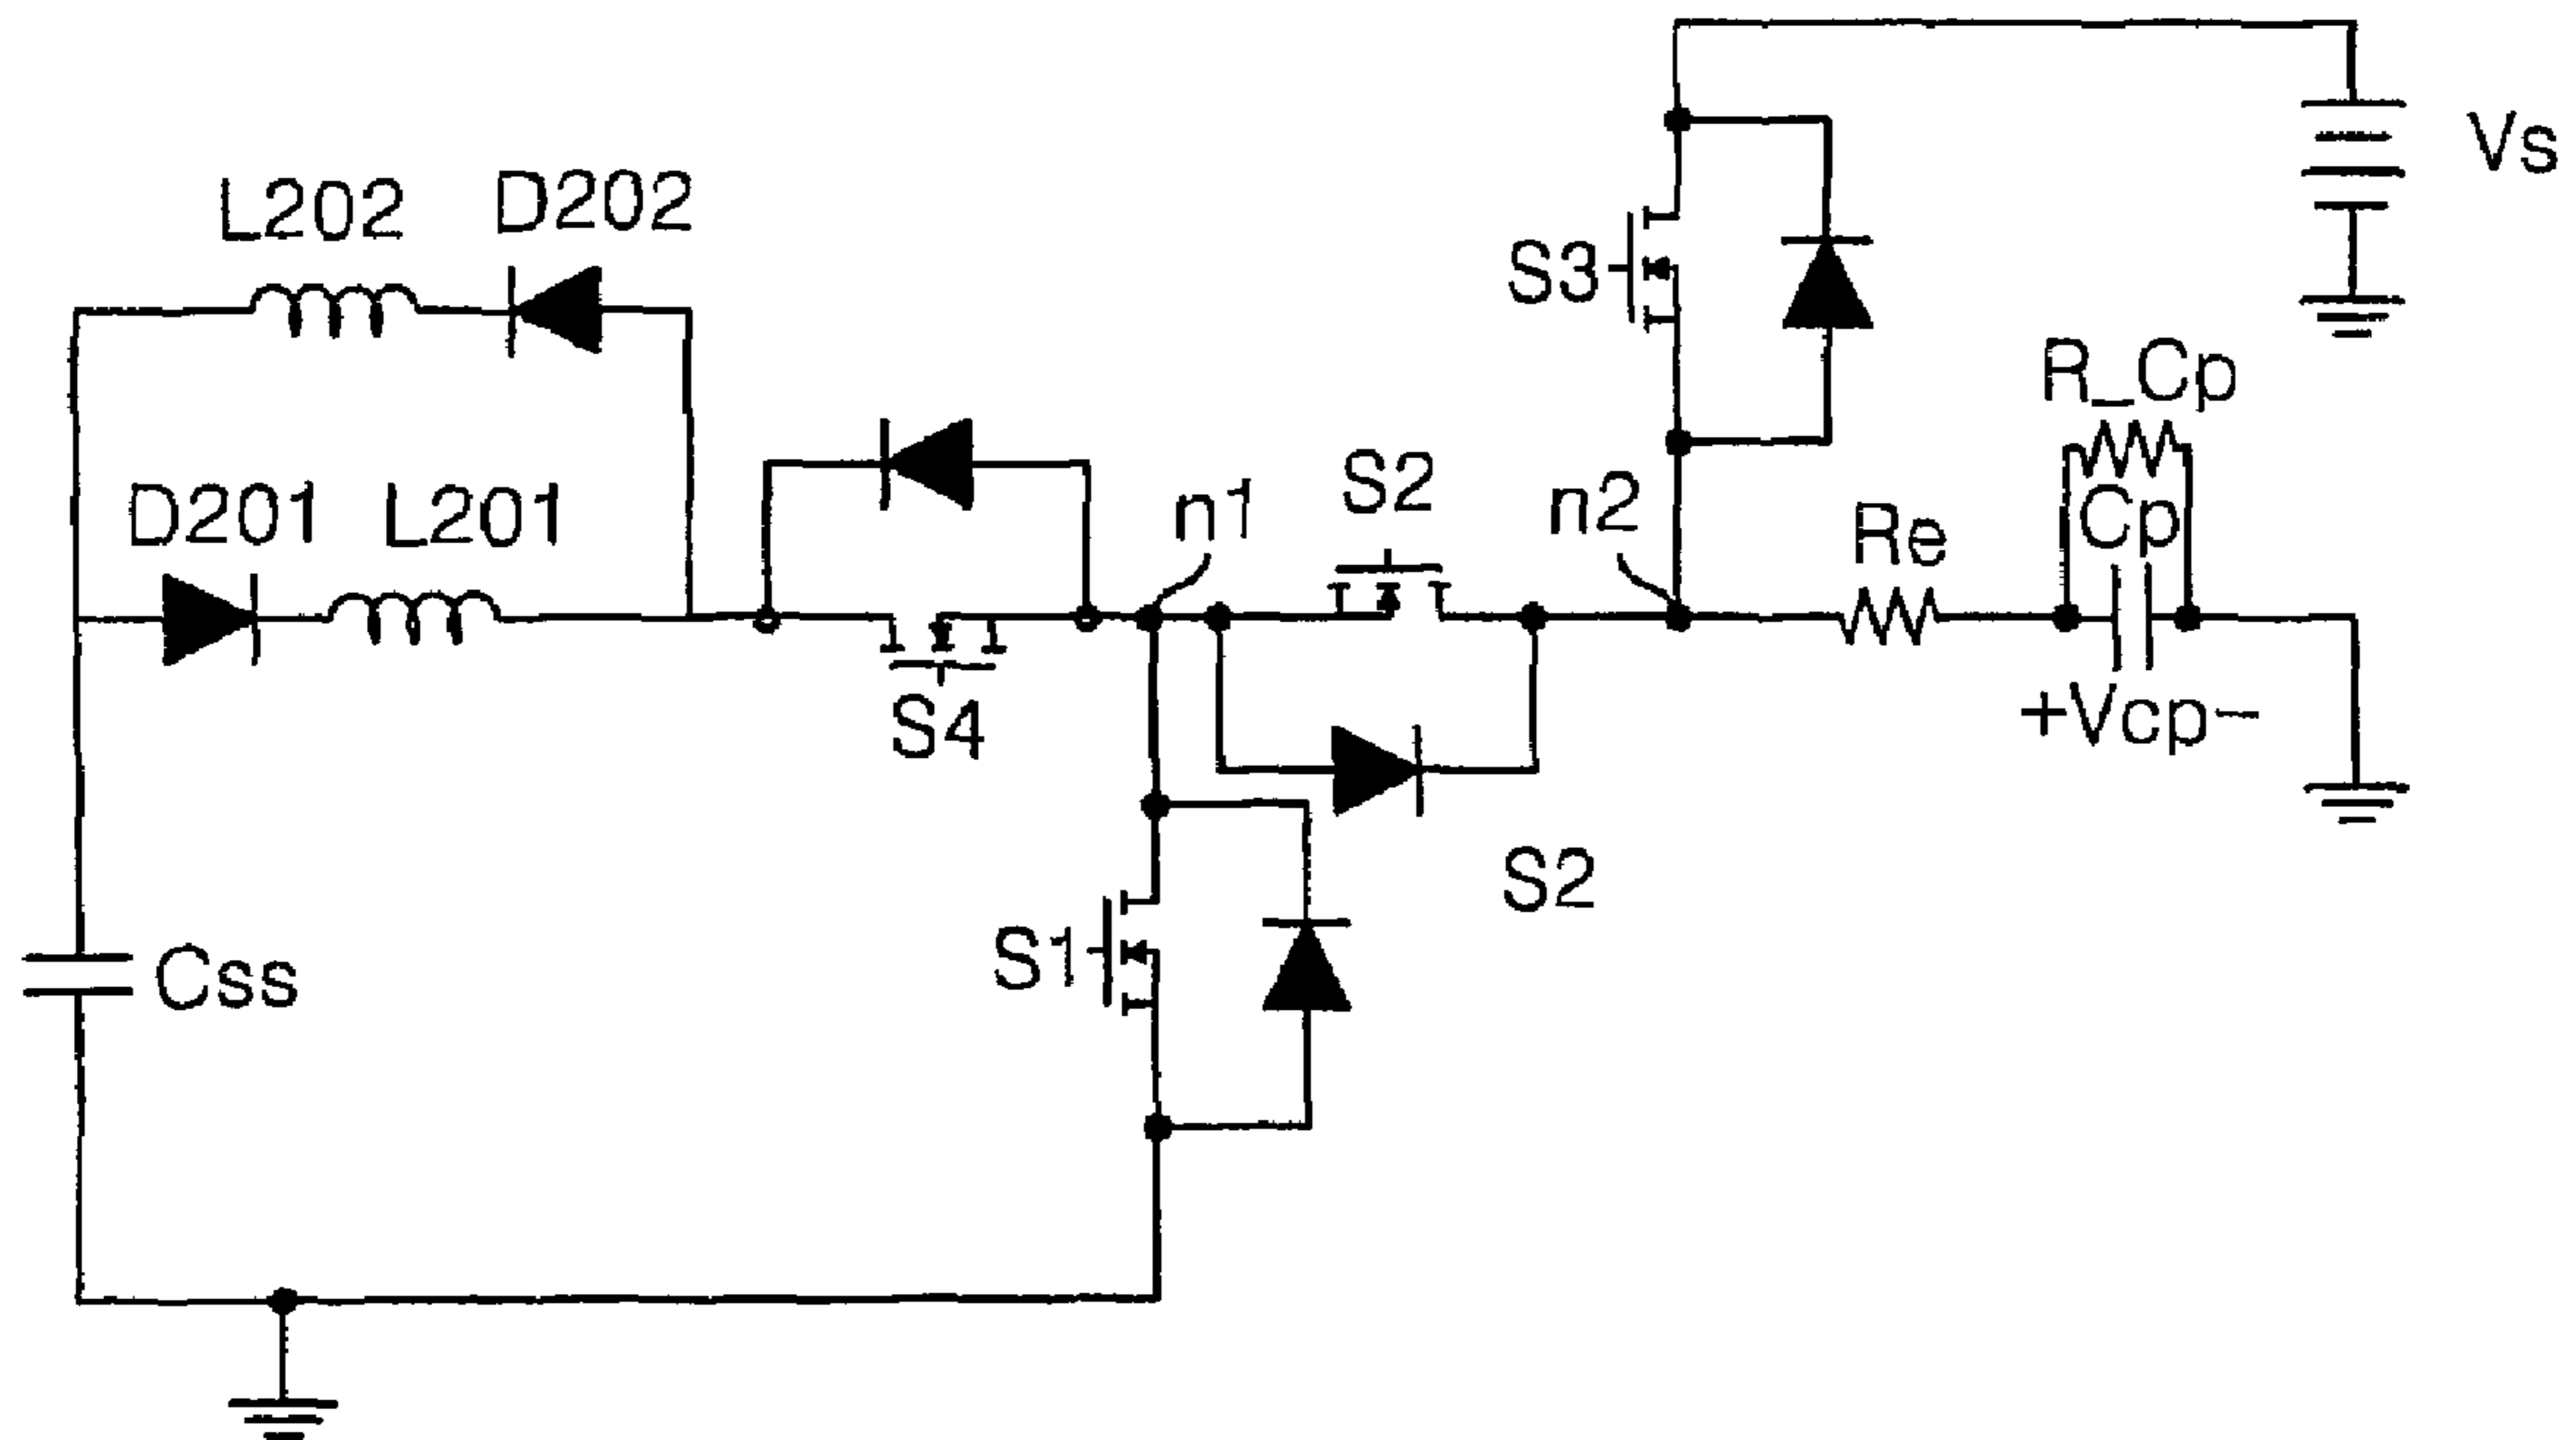 Vs
L202
D202
S3
R_Cp
D201
L201
n1
S2
n2
Re
Cp
S4
+Vcp-
S2
S1
Css